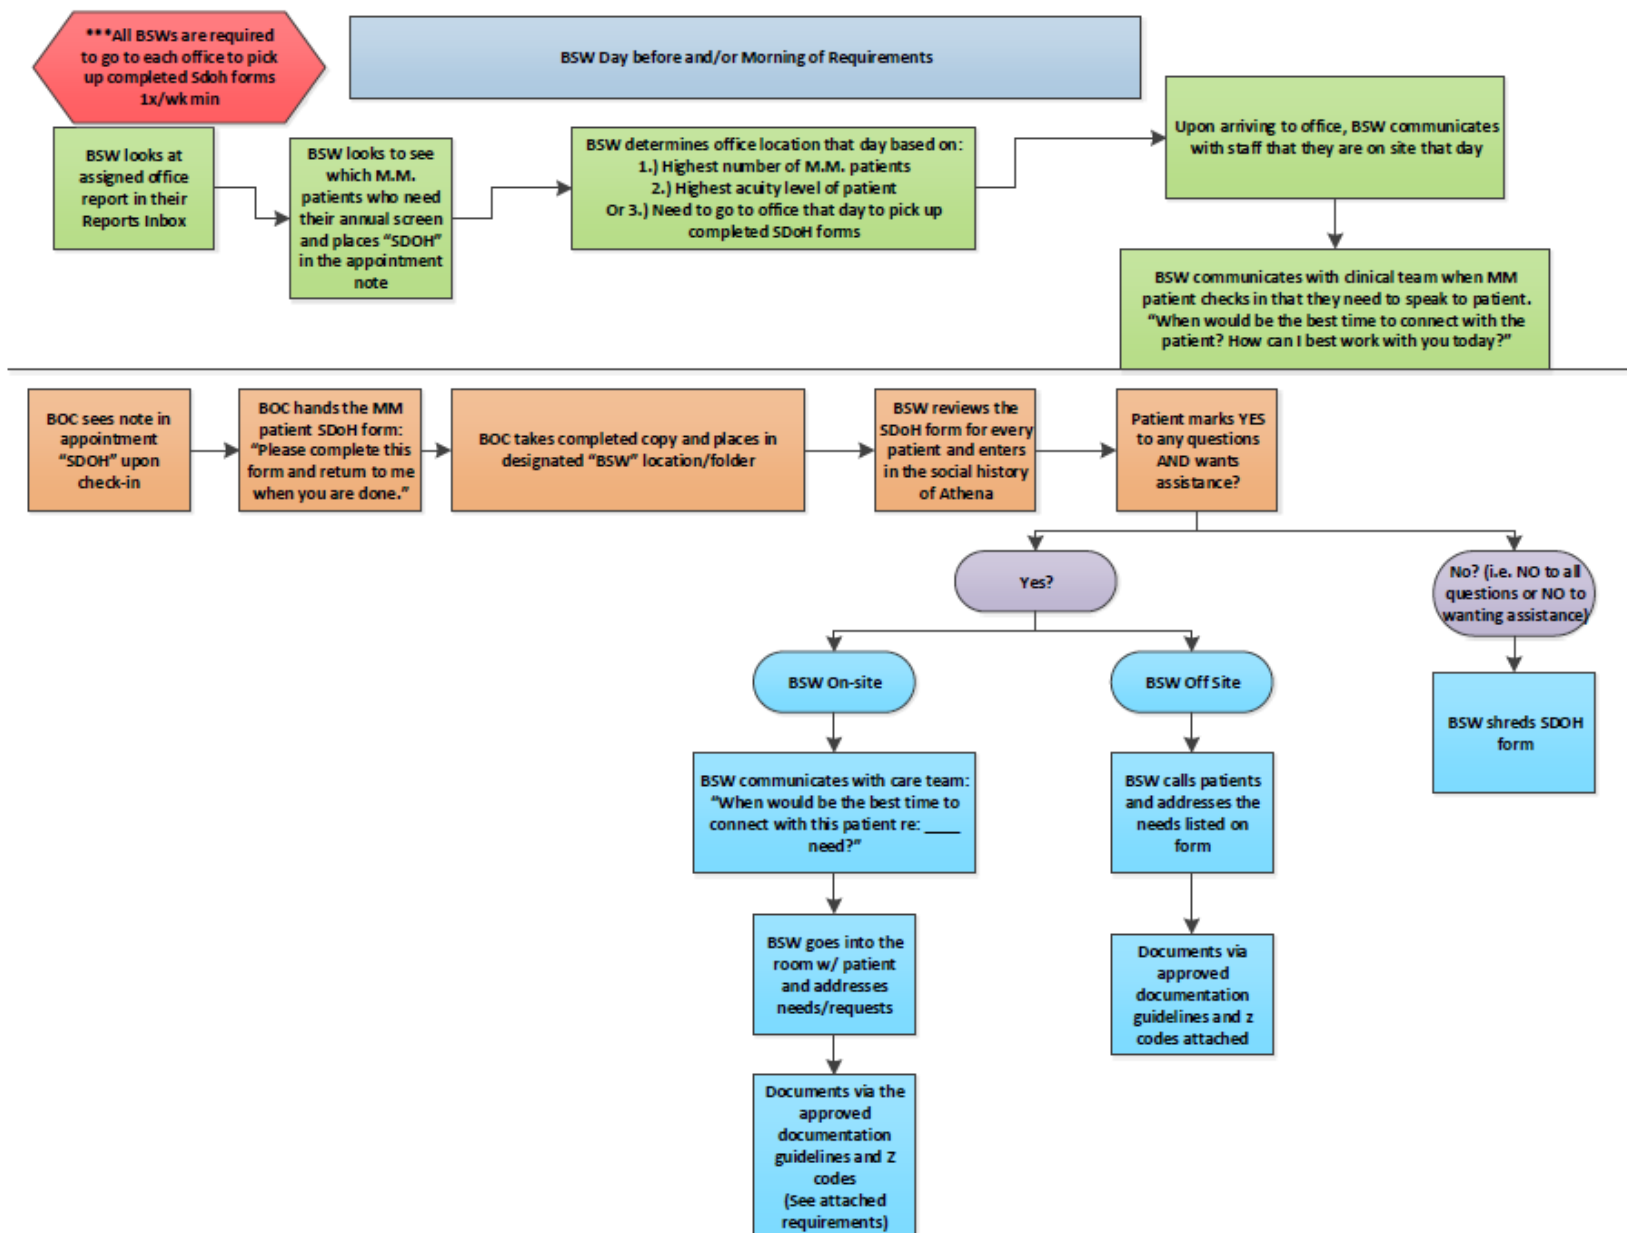 ***All BSWs are required
to go to each office to pick
up completed Sdoh forms
1x/wk min
BSW Day before and/or Morning of Requirements
BSW looks at
assigned office
report in their
Reports Inbox
BSW looks to see
which M.M.
patients who need
their annual screen
and places “SDOH”
in the appointment
note
BSW determines office location that day based on:
1.) Highest number of M.M. patients
2.) Highest acuity level of patient
Or 3.) Need to go to office that day to pick up
completed SDoH forms
Upon arriving to office, BSW communicates
with staff that they are on site that day
BSW communicates with clinical team when MM
patient checks in that they need to speak to patient.
“When would be the best time to connect with the
patient? How can I best work with you today?”
BOC sees note in
appointment
“SDOH” upon
check-in
BOC hands the MM
patient SDoH form:
“Please complete this
form and return to me
when you are done.”
BOC takes completed copy and places in
designated “BSW” location/folder
BSW reviews the
SDoH form for every
patient and enters
in the social history
of Athena
Patient marks YES
to any questions
AND wants
assistance?
Yes?
No? (i.e. NO to all
questions or NO to
wanting assistance)
BSW On-site
BSW Off Site
BSW shreds SDOH
form
BSW communicates with care team:
“When would be the best time to
connect with this patient re: ____
need?”
BSW calls patients
and addresses the
needs listed on
form
BSW goes into the
room w/ patient
and addresses
needs/requests
Documents via
approved
documentation
guidelines and z
codes attached
Documents via the
approved
documentation
guidelines and Z
codes
(See attached
requirements)